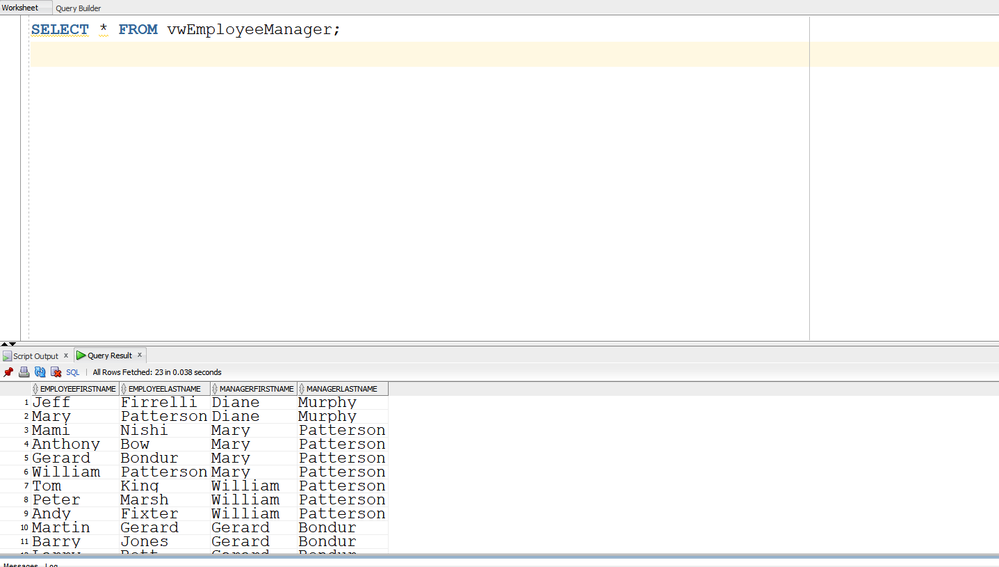 Worksheet Query Builder
SELECT * FROM vwEmployeeManager;
Script Output x Query Result x
SQL | All Rows Fetched: 23 in 0.038 seconds
EMPLOYEEFIRSTNAME EMPLOYEELASTNAME MANAGERFIRSTNAME MANAGERLASTNAME
1 Jeff Firrelli Diane Murphy
2 Mary Patterson Diane Murphy
3 Mami Nishi Mary Patterson
4 Anthony Bow Mary Patterson
5 Gerard Bondur Mary Patterson
6 William Patterson Mary Patterson
7 Tom King William Patterson
8 Peter Marsh William Patterson
9 Andy Fixter William Patterson
10 Martin Gerard Gerard Bondur
11 Barry Jones Gerard Bondur
Gerard Bondur
Messages Log